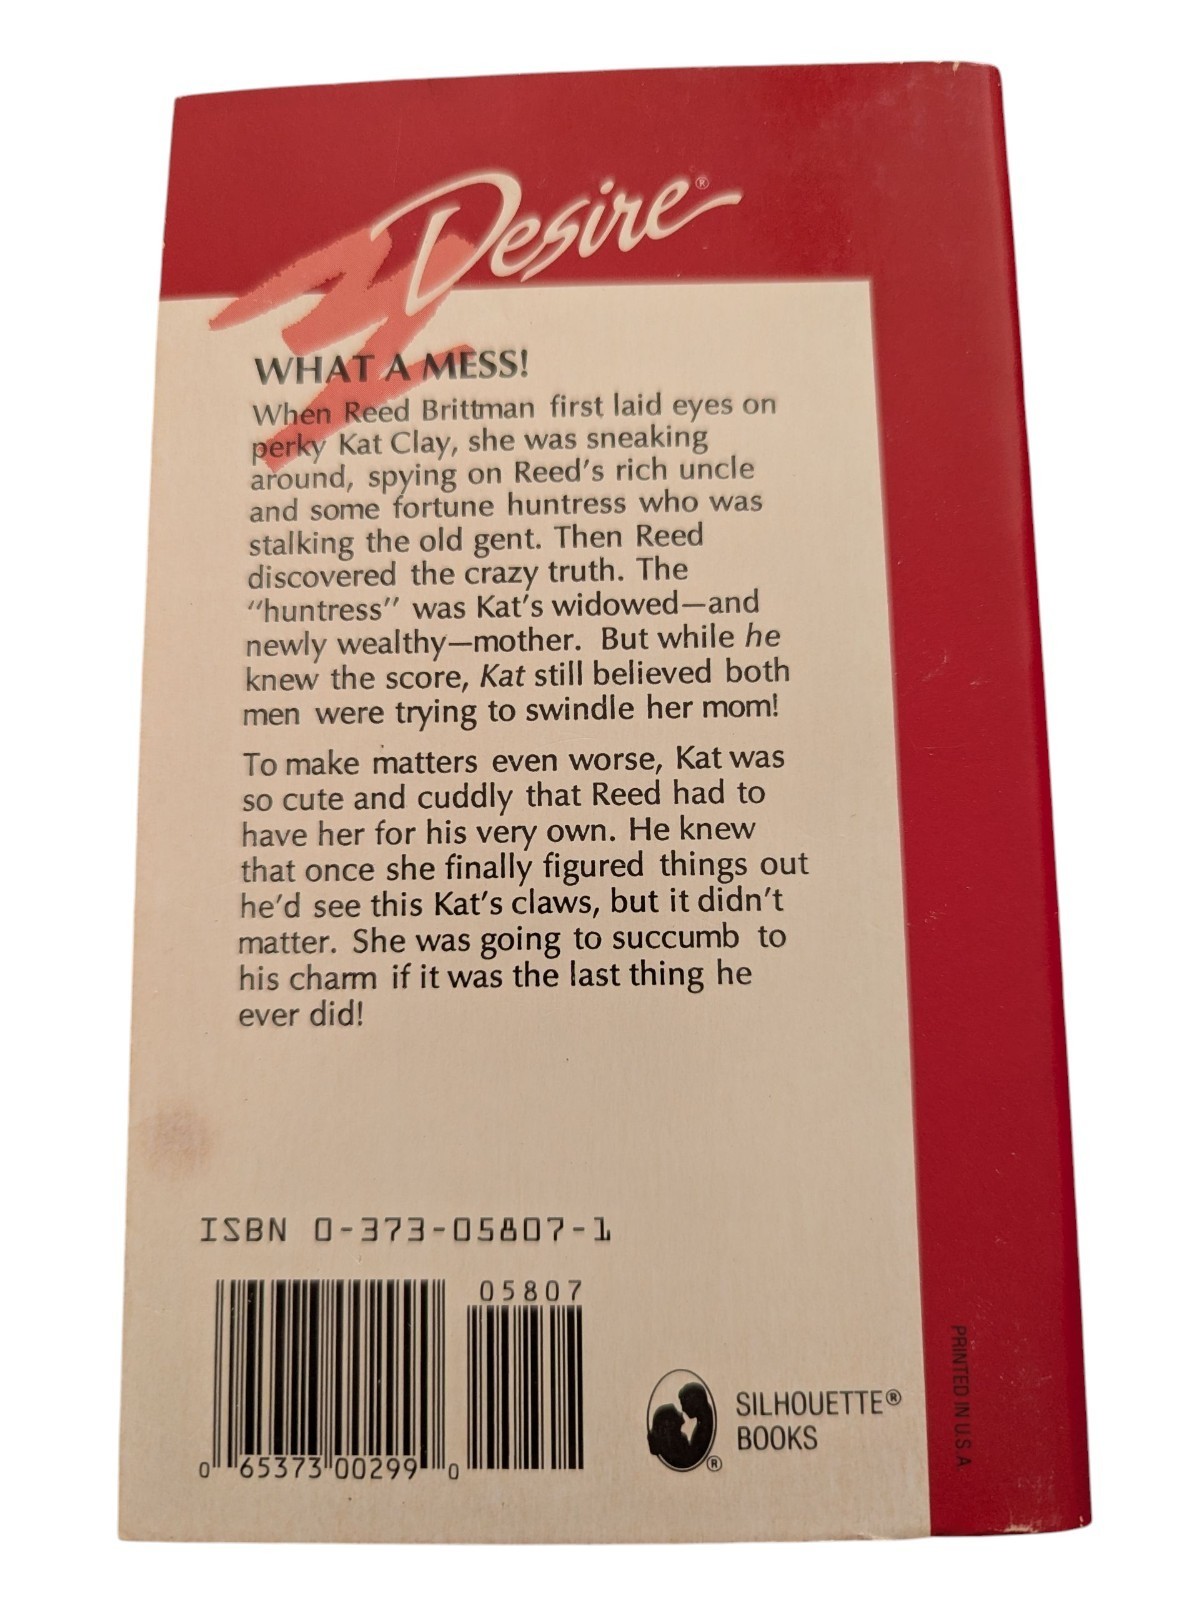 Desire®
WHAT A MESS!
When Reed Brittman first laid eyes on
perky Kat Clay, she was sneaking
around, spying on Reed's rich uncle
and some fortune huntress who was
stalking the old gent. Then Reed
discovered the crazy truth. The
"huntress" was Kat's widowed—and
newly wealthy—mother. But while he
knew the score, Kat still believed both
men were trying to swindle her mom!
To make matters even worse, Kat was
so cute and cuddly that Reed had to
have her for his very own. He knew
that once she finally figured things out
he'd see this Kat's claws, but it didn't
matter. She was going to succumb to
his charm if it was the last thing he
ever did!
ISBN 0-373-05807-1
05807
0 65373 00299 0
SILHOUETTE®
BOOKS
®
PRINTED IN U.S.A.